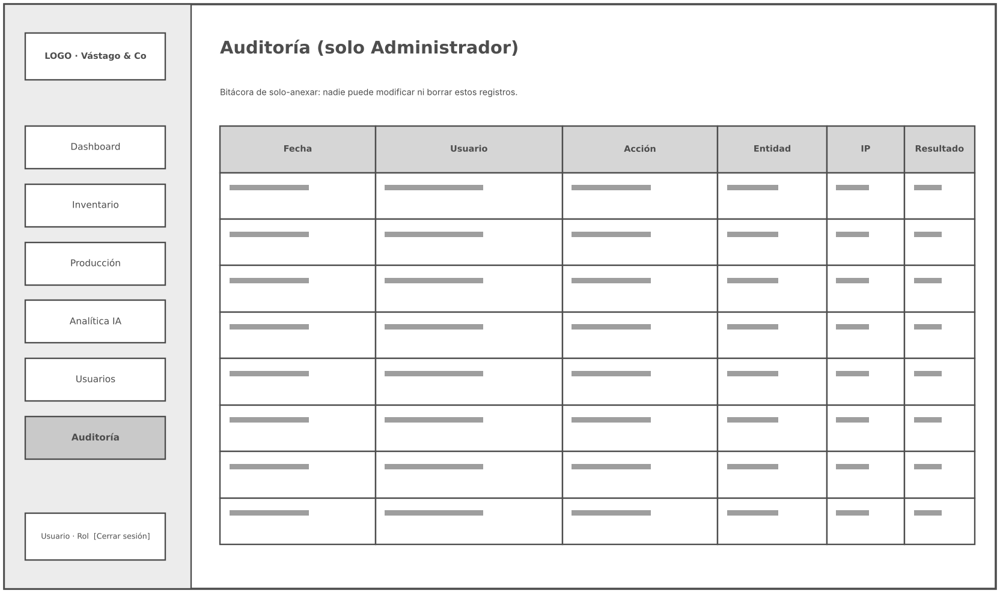 LOGO · Vástago & Co
Dashboard
Inventario
Producción
Analítica IA
Usuarios
Auditoría
Usuario · Rol  [Cerrar sesión]
Auditoría (solo Administrador)
Bitácora de solo-anexar: nadie puede modificar ni borrar estos registros.
Fecha Usuario Acción Entidad IP Resultado